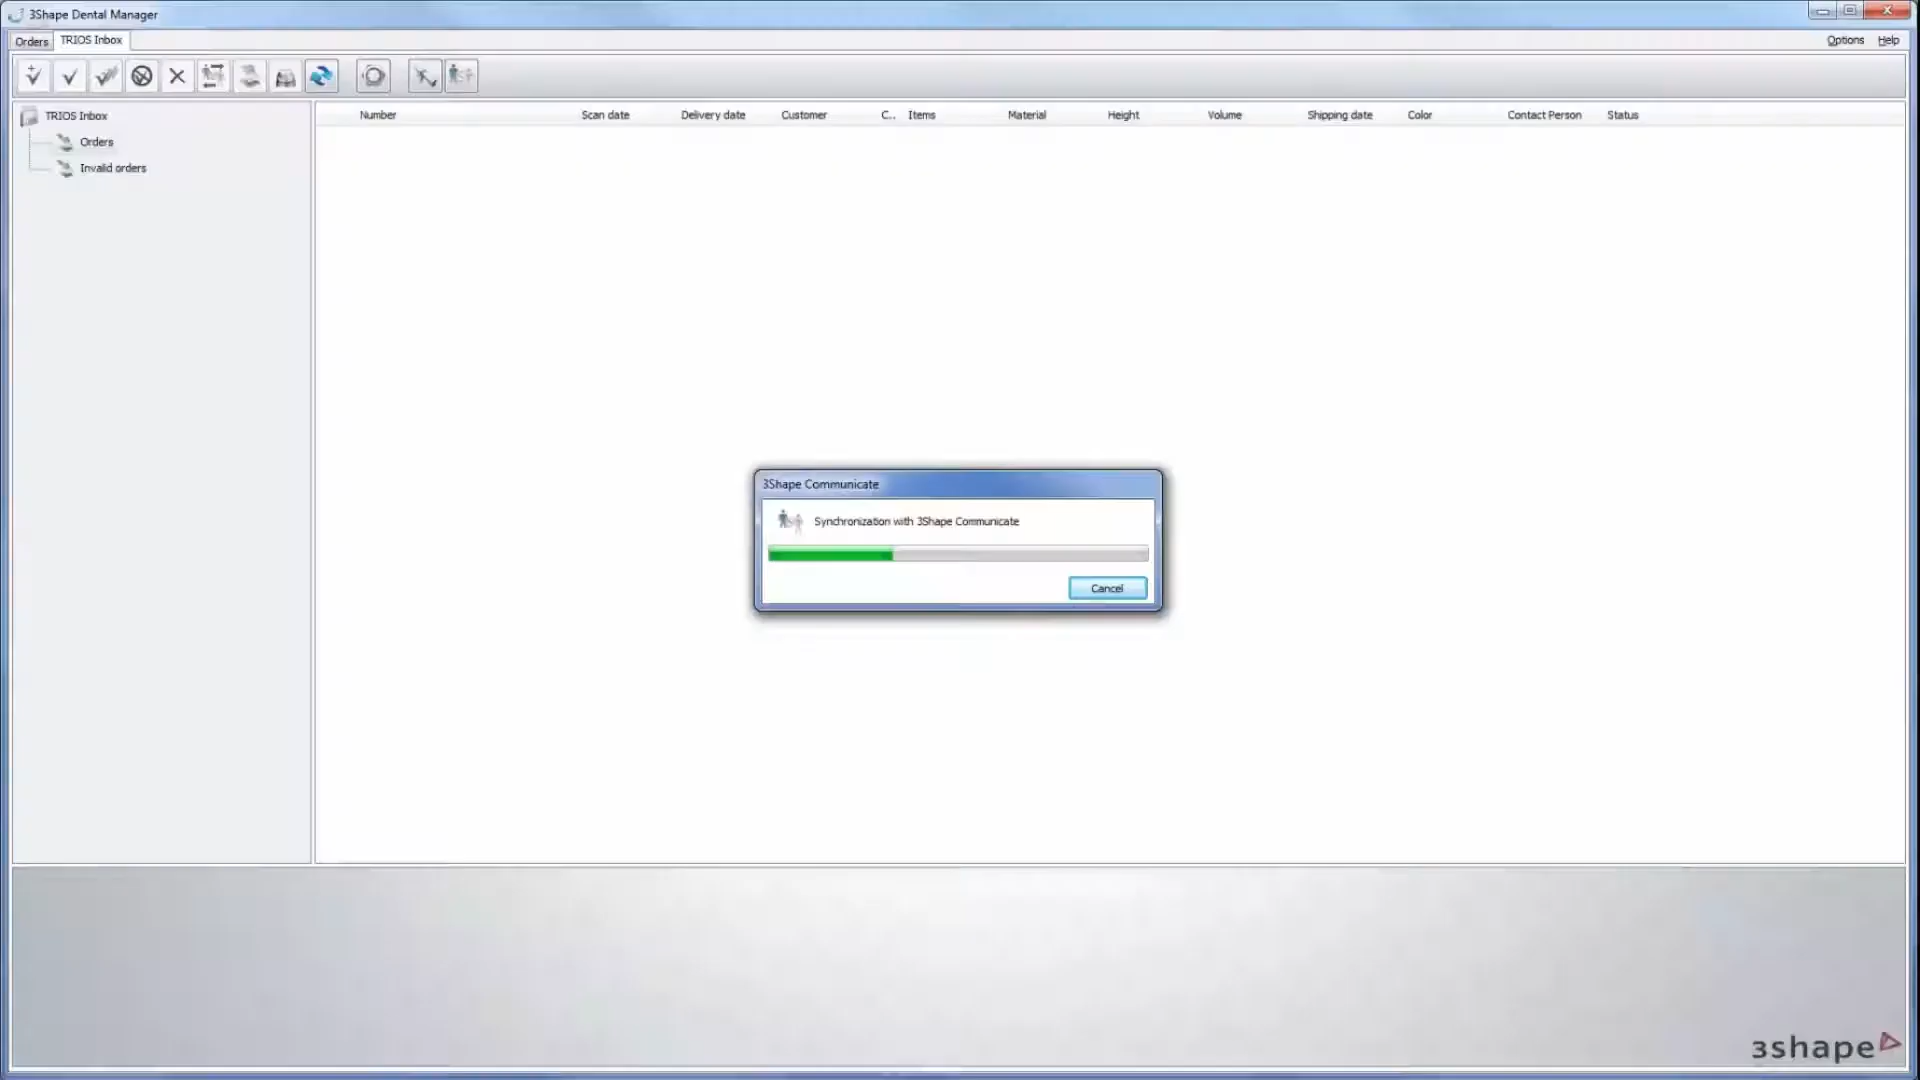 3Shape Dental Manager
Orders TRIOS Inbox Options Help
TRIOS Inbox
Orders
Invalid orders
Number Scan date Delivery date Customer C.. Items Material Height Volume Shipping date Color Contact Person Status
3Shape Communicate
Synchronization with 3Shape Communicate
Cancel
3shape